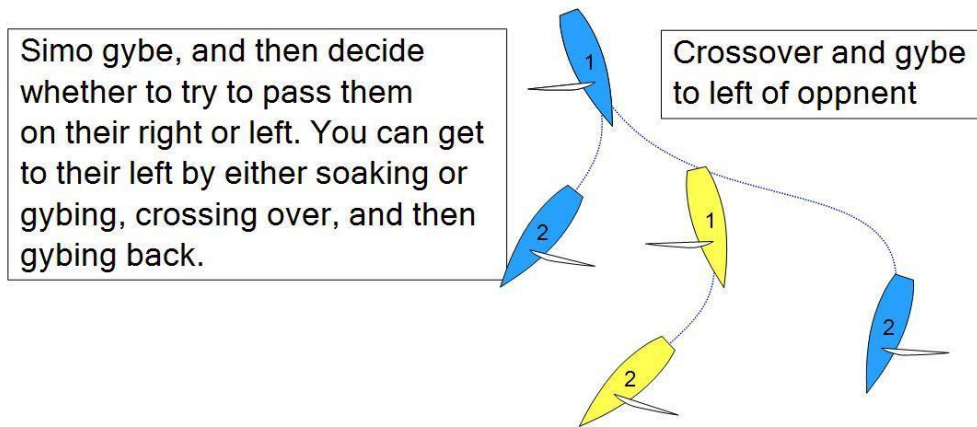 Simo gybe, and then decide
whether to try to pass them
on their right or left. You can get
to their left by either soaking or
gybing, crossing over, and then
gybing back.
Crossover and gybe
to left of oppnent
1
1
2
2
2